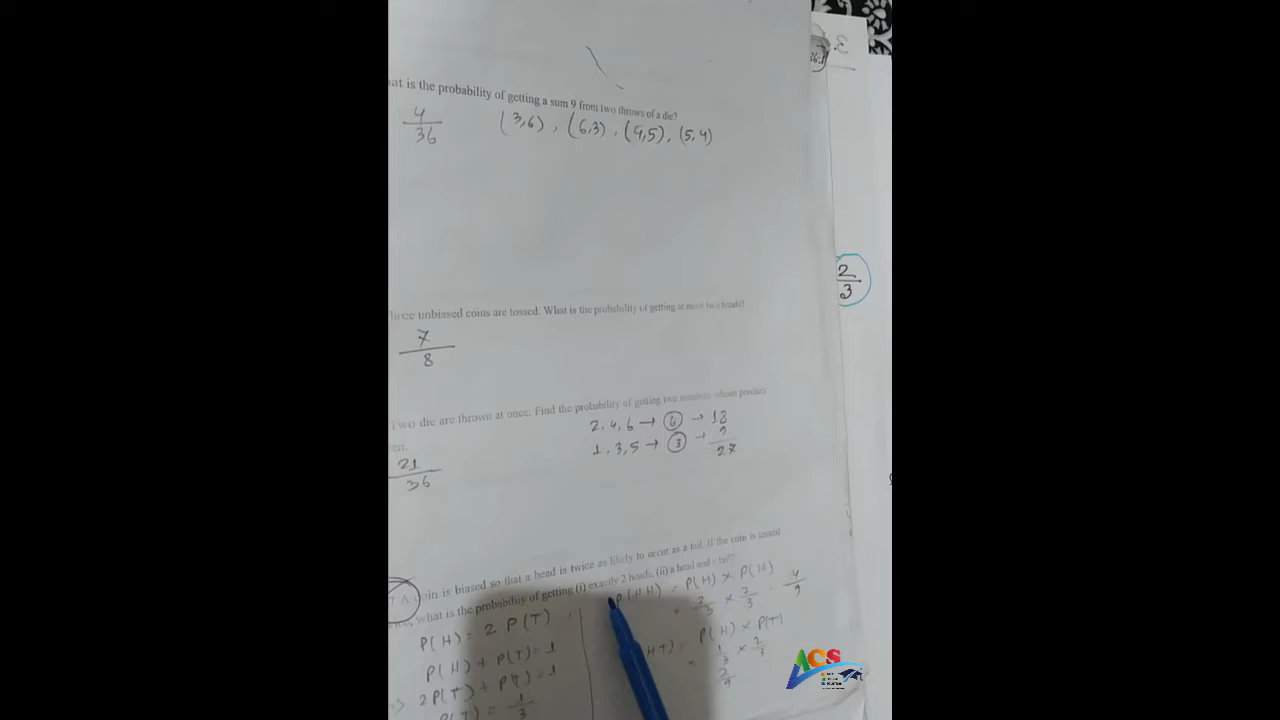 at is the probability of getting a sum 9 from two throws of a die?
4/36 (3,6), (6,3), (4,5), (5,4)
hree unbiased coins are tossed. What is the probability of getting at most two heads?
7/8
Two die are thrown at once. Find the probability of getting two numbers whose product
2, 4, 6 → 6 → 18
1, 3, 5 → 3 → 9
27
21/36
A coin is biased so that a head is twice as likely to occur as a tail. If the coin is tossed
what is the probability of getting (i) exactly 2 heads, (ii) a head and a tail?
P(H) = 2 P(T)
P(H) + P(T) = 1
=> 2P(T) + P(T) = 1
P(T) = 1/3
P(HH) = P(H) × P(H)
= 2/3 × 2/3 = 4/9
HT) = P(H) × P(T)
= 1/3 × 2/3
2/9
2/3
ACS